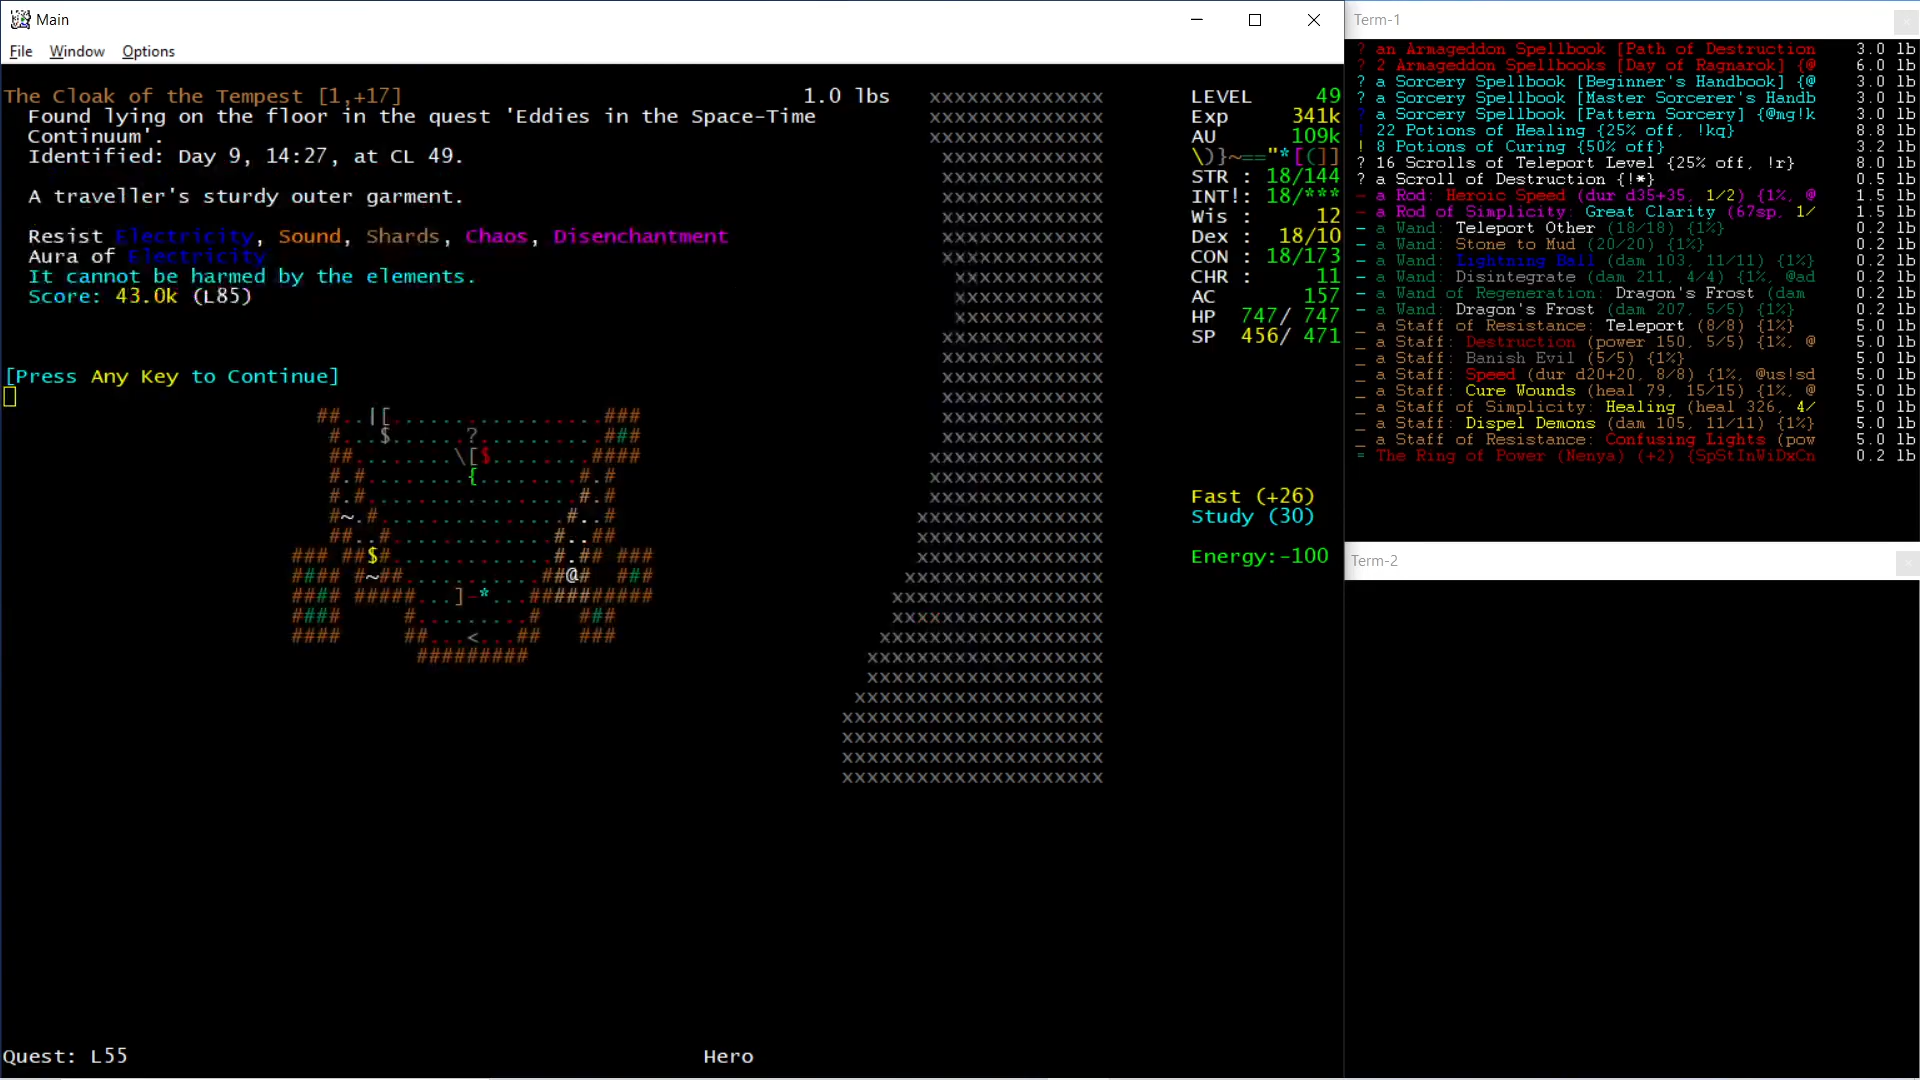 Main
File Window Options
The Cloak of the Tempest [1,+17] 1.0 lbs
Found lying on the floor in the quest 'Eddies in the Space-Time
Continuum'.
Identified: Day 9, 14:27, at CL 49.
A traveller's sturdy outer garment.
Resist Electricity, Sound, Shards, Chaos, Disenchantment
Aura of Electricity
It cannot be harmed by the elements.
Score: 43.0k (L85)
[Press Any Key to Continue]
LEVEL 49
Exp 341k
AU 109k
\)}~=="*[(]]
STR : 18/144
INT!: 18/***
Wis : 12
Dex : 18/10
CON : 18/173
CHR : 11
AC 157
HP 747/ 747
SP 456/ 471
Fast (+26)
Study (30)
Energy:-100
Quest: L55
Hero
Term-1
? an Armageddon Spellbook [Path of Destruction 3.0 lb
? 2 Armageddon Spellbooks [Day of Ragnarok] {@ 6.0 lb
? a Sorcery Spellbook [Beginner's Handbook] {@ 3.0 lb
? a Sorcery Spellbook [Master Sorcerer's Handb 3.0 lb
? a Sorcery Spellbook [Pattern Sorcery] {@mg!k 3.0 lb
! 22 Potions of Healing {25% off, !kq} 8.8 lb
! 8 Potions of Curing {50% off} 3.2 lb
? 16 Scrolls of Teleport Level {25% off, !r} 8.0 lb
? a Scroll of Destruction {!*} 0.5 lb
- a Rod: Heroic Speed (dur d35+35, 1/2) {1%, @ 1.5 lb
- a Rod of Simplicity: Great Clarity (67sp, 1/ 1.5 lb
- a Wand: Teleport Other (18/18) {1%} 0.2 lb
- a Wand: Stone to Mud (20/20) {1%} 0.2 lb
- a Wand: Lightning Ball (dam 103, 11/11) {1%} 0.2 lb
- a Wand: Disintegrate (dam 211, 4/4) {1%, @ad 0.2 lb
- a Wand of Regeneration: Dragon's Frost (dam 0.2 lb
- a Wand: Dragon's Frost (dam 207, 5/5) {1%} 0.2 lb
_ a Staff of Resistance: Teleport (8/8) {1%} 5.0 lb
_ a Staff: Destruction (power 150, 5/5) {1%, @ 5.0 lb
_ a Staff: Banish Evil (5/5) {1%} 5.0 lb
_ a Staff: Speed (dur d20+20, 8/8) {1%, @us!sd 5.0 lb
_ a Staff: Cure Wounds (heal 79, 15/15) {1%, @ 5.0 lb
_ a Staff of Simplicity: Healing (heal 326, 4/ 5.0 lb
_ a Staff: Dispel Demons (dam 105, 11/11) {1%} 5.0 lb
_ a Staff of Resistance: Confusing Lights (pow 5.0 lb
= The Ring of Power (Nenya) (+2) {SpStInWiDxCn 0.2 lb
Term-2